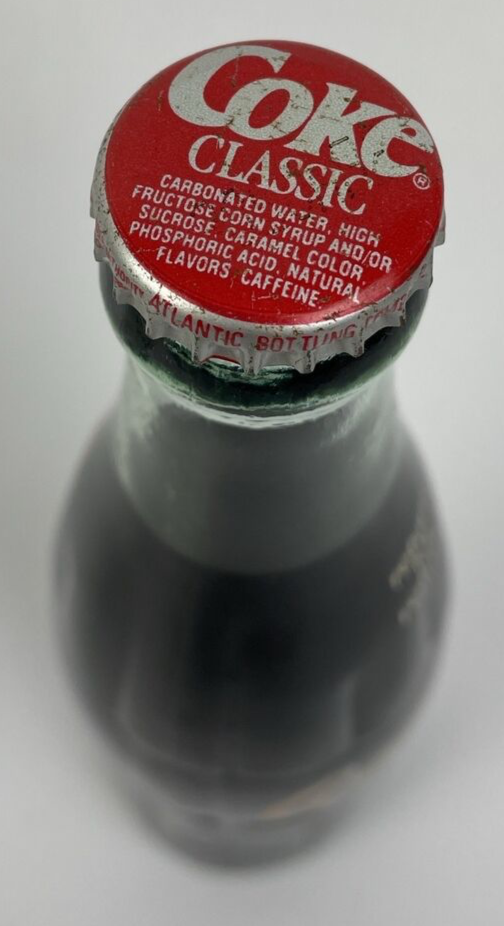 Coke
CLASSIC ®
CARBONATED WATER, HIGH
FRUCTOSE CORN SYRUP AND/OR
SUCROSE, CARAMEL COLOR
PHOSPHORIC ACID, NATURAL
FLAVORS CAFFEINE
ATLANTIC BOTTLING